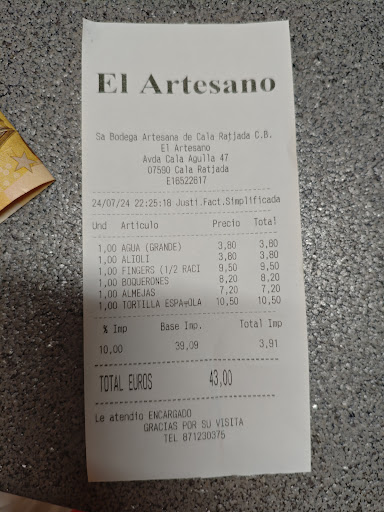 El Artesano
Sa Bodega Artesana de Cala Ratjada C.B.
El Artesano
Avda Cala Agulla 47
07590 Cala Ratjada
E16522617
24/07/24 22:25:18 Justi.Fact.Simplificada
Und Artículo Precio Total
1,00 AGUA (GRANDE) 3,80 3,80
1,00 ALIOLI 3,80 3,80
1,00 FINGERS (1/2 RACI 9,50 9,50
1,00 BOQUERONES 8,20 8,20
1,00 ALMEJAS 7,20 7,20
1,00 TORTILLA ESPAÑOLA 10,50 10,50
% Imp Base Imp. Total Imp
10,00 39,09 3,91
TOTAL EUROS 43,00
Le atendio ENCARGADO
GRACIAS POR SU VISITA
TEL 871230375